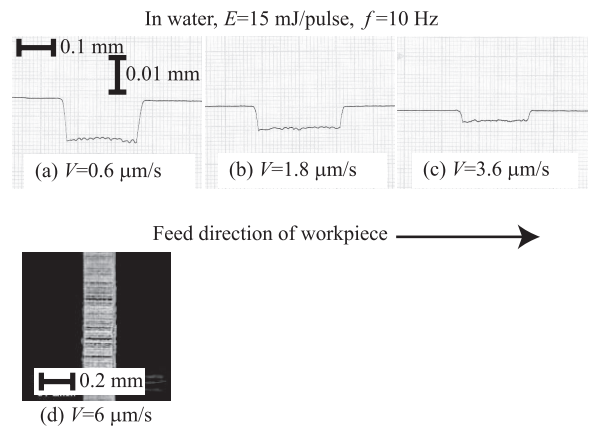 In water, E=15 mJ/pulse, f=10 Hz
0.1 mm
0.01 mm
(a) V=0.6 μm/s
(b) V=1.8 μm/s
(c) V=3.6 μm/s
Feed direction of workpiece
0.2 mm
(d) V=6 μm/s